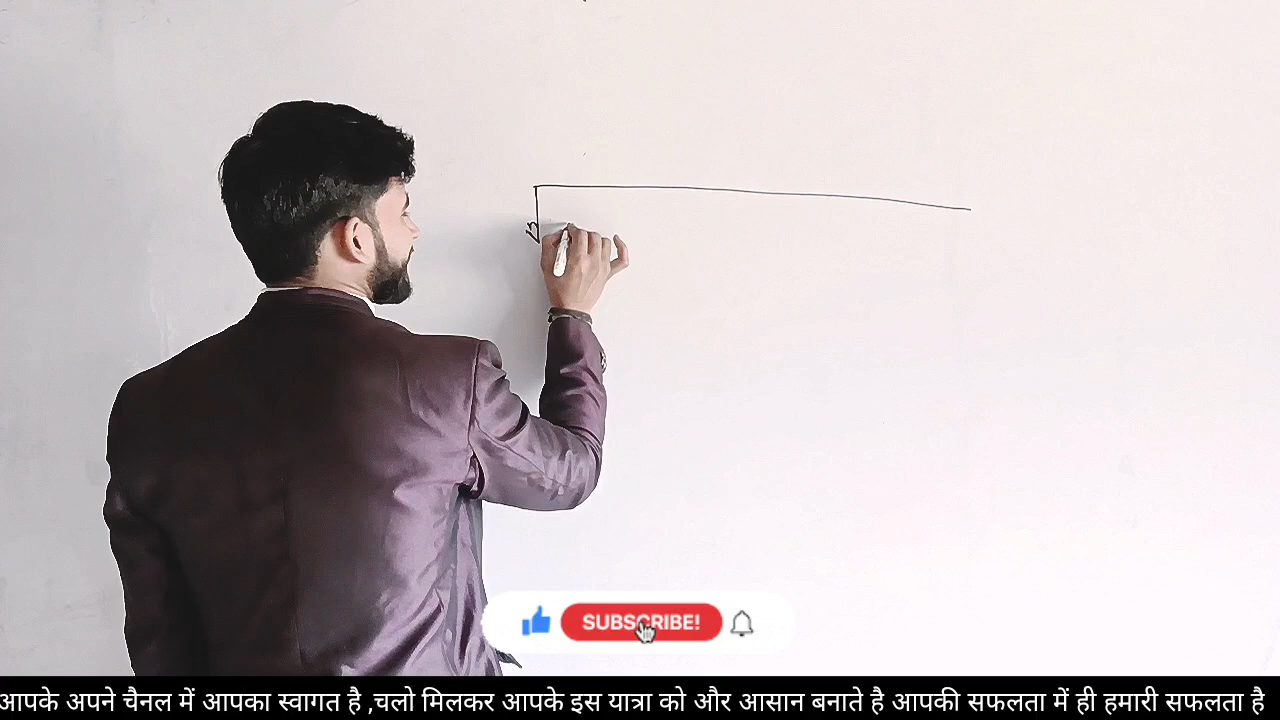 SUBSCRIBE!
आपके अपने चैनल में आपका स्वागत है ,चलो मिलकर आपके इस यात्रा को और आसान बनाते है आपकी सफलता में ही हमारी सफलता है